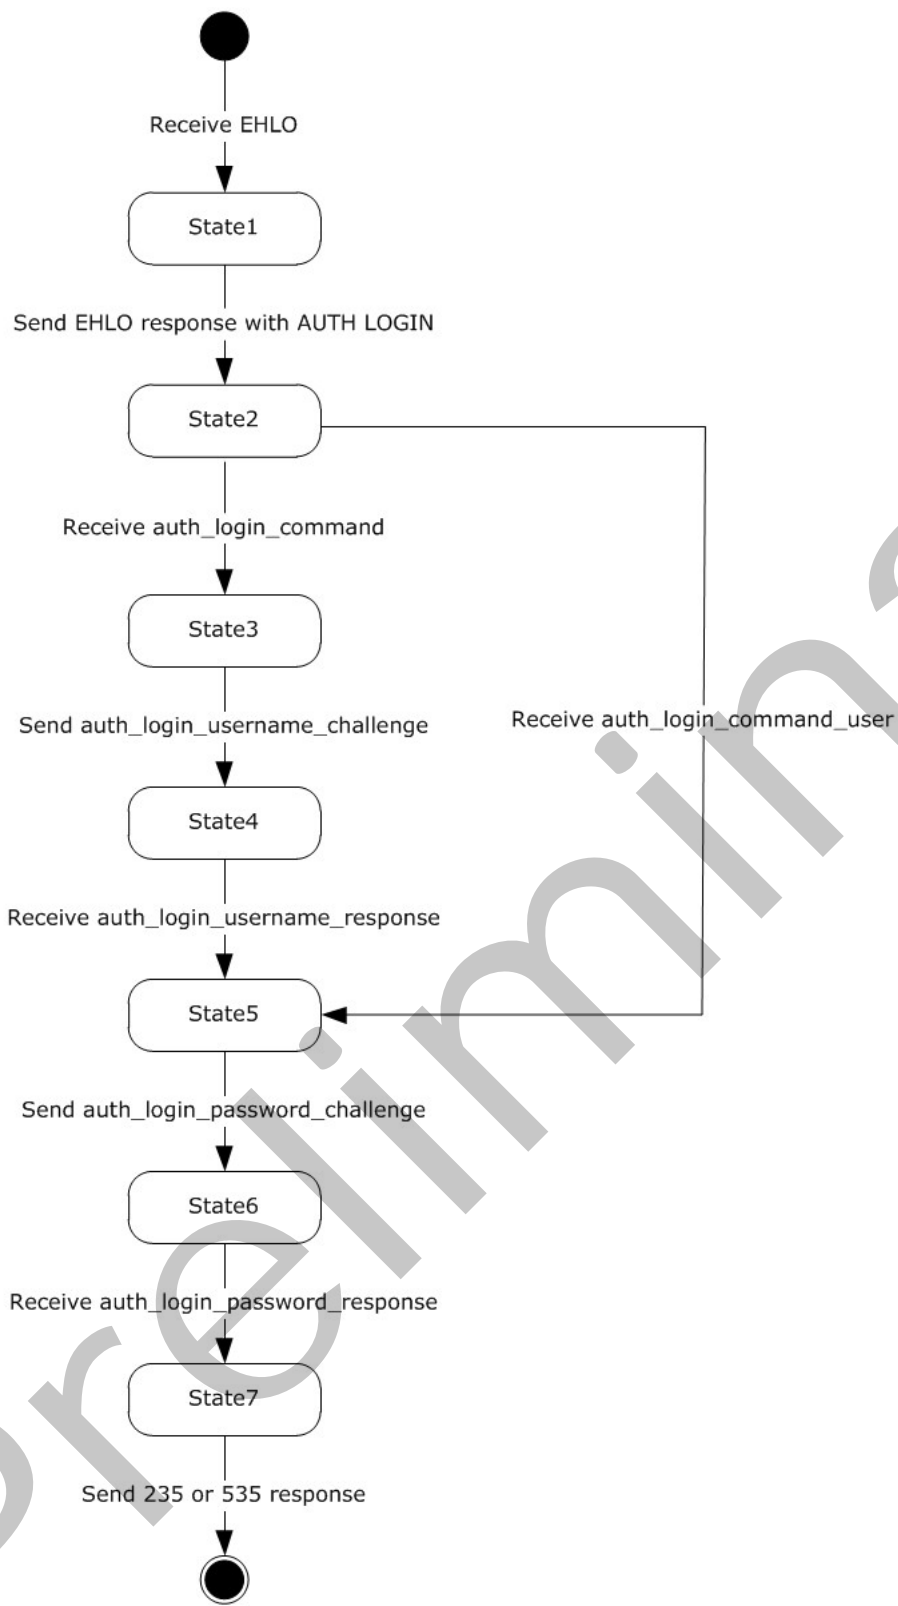 Receive EHLO
State1
Send EHLO response with AUTH LOGIN
State2
Receive auth_login_command
State3
Send auth_login_username_challenge
Receive auth_login_command_user
State4
Receive auth_login_username_response
State5
Send auth_login_password_challenge
State6
Receive auth_login_password_response
State7
Send 235 or 535 response